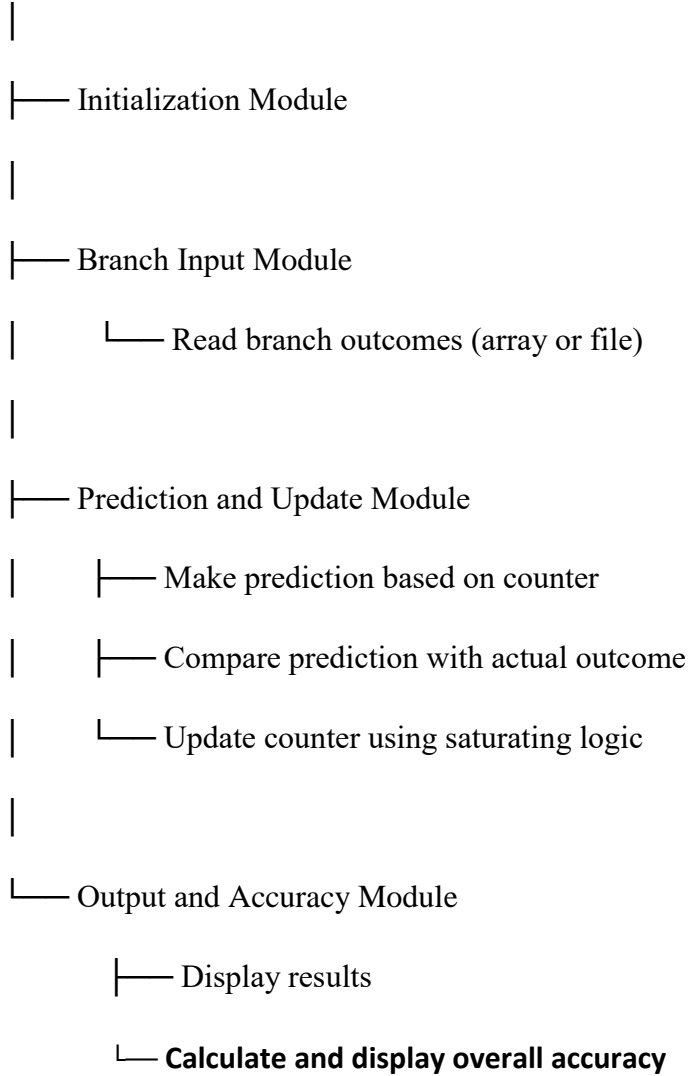 │
├── Initialization Module
│
├── Branch Input Module
│ └── Read branch outcomes (array or file)
│
├── Prediction and Update Module
│ ├── Make prediction based on counter
│ ├── Compare prediction with actual outcome
│ └── Update counter using saturating logic
│
└── Output and Accuracy Module
├── Display results
└── Calculate and display overall accuracy